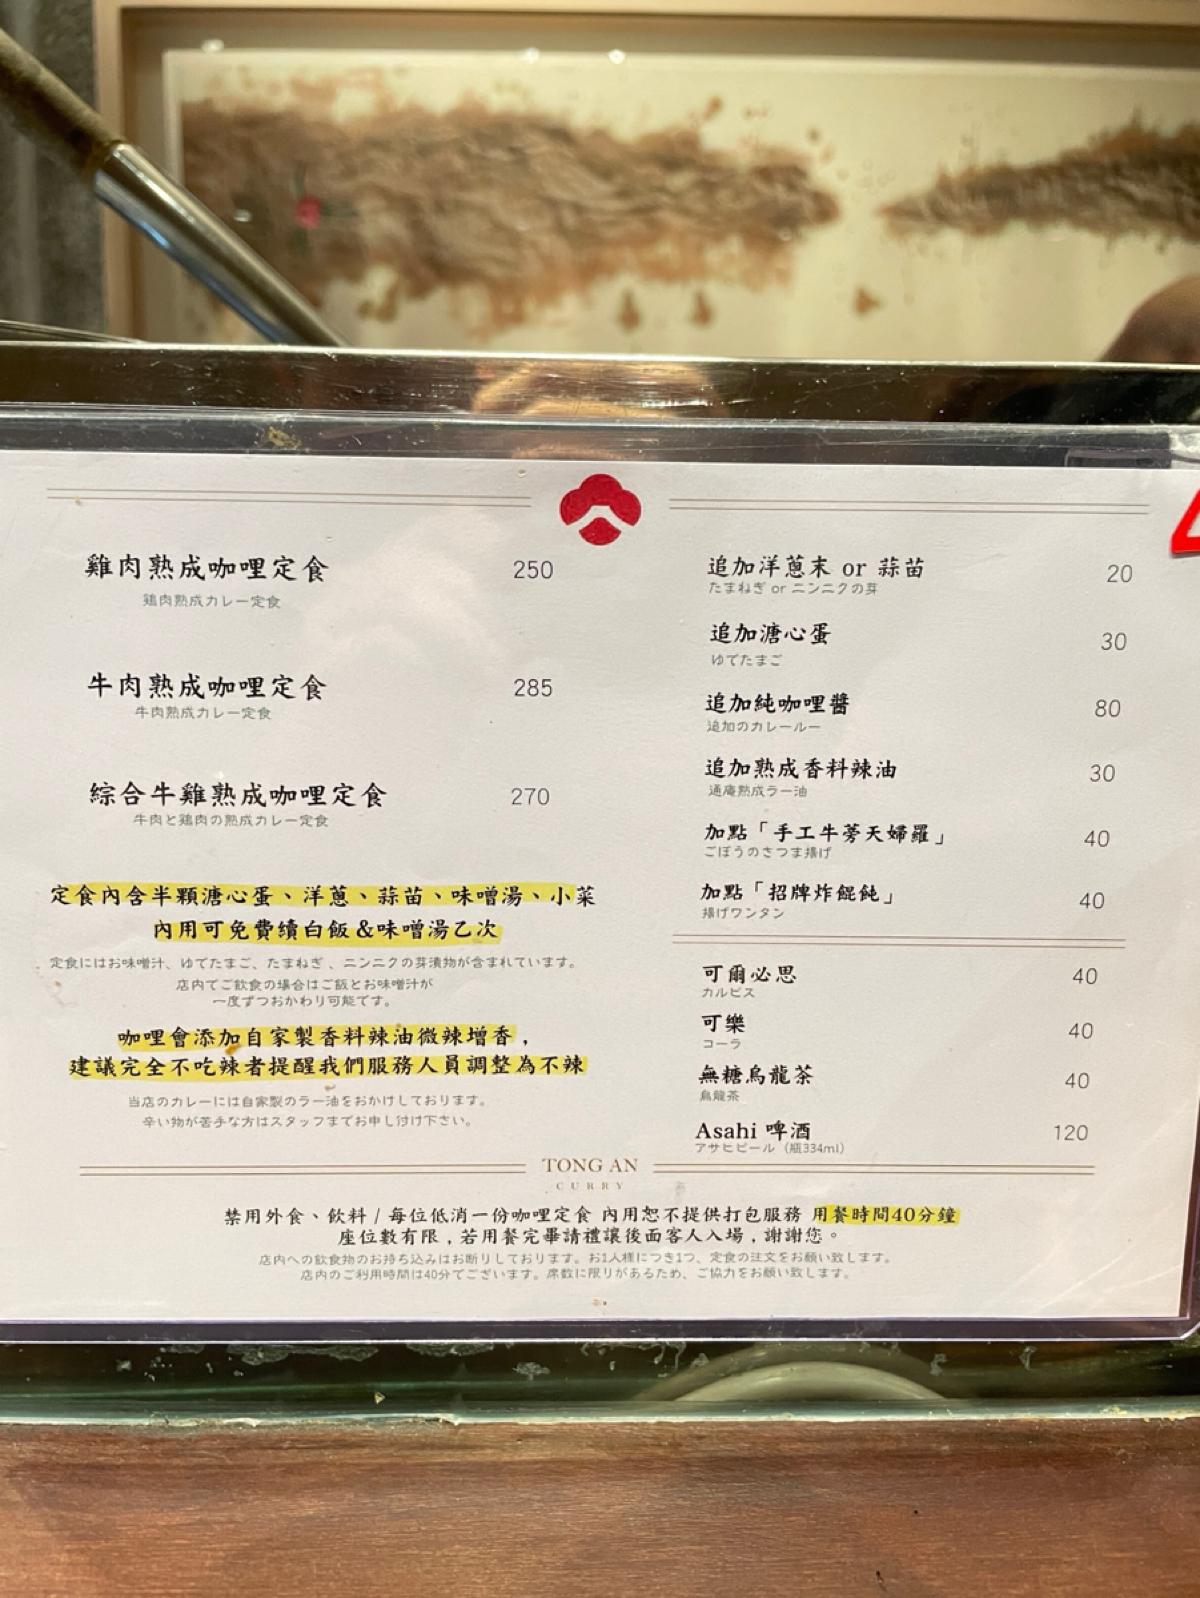 雞肉熟成咖哩定食 250
鶏肉熟成カレー定食
牛肉熟成咖哩定食 285
牛肉熟成カレー定食
綜合牛雞熟成咖哩定食 270
牛肉と鶏肉の熟成カレー定食
定食內含半顆溏心蛋、洋蔥、蒜苗、味噌湯、小菜
內用可免費續白飯&味噌湯乙次
定食にはお味噌汁、ゆでたまご、たまねぎ、ニンニクの芽漬物が含まれています。
店内でご飲食の場合はご飯とお味噌汁が
一度ずつおかわり可能です。
咖哩會添加自家製香料辣油微辣增香，
建議完全不吃辣者提醒我們服務人員調整為不辣
当店のカレーには自家製のラー油をおかけしております。
辛い物が苦手な方はスタッフまでお申し付け下さい。
追加洋蔥末 or 蒜苗 20
たまねぎ or ニンニクの芽
追加溏心蛋 30
ゆでたまご
追加純咖哩醬 80
追加のカレールー
追加熟成香料辣油 30
通庵熟成ラー油
加點「手工牛蒡天婦羅」 40
ごぼうのさつま揚げ
加點「招牌炸餛飩」 40
揚げワンタン
可爾必思 40
カルピス
可樂 40
コーラ
無糖烏龍茶 40
烏龍茶
Asahi 啤酒 120
アサヒビール（瓶334ml）
TONG AN
CURRY
禁用外食、飲料 / 每位低消一份咖哩定食 內用恕不提供打包服務 用餐時間40分鐘
座位數有限，若用餐完畢請禮讓後面客人入場，謝謝您。
店内への飲食物のお持ち込みはお断りしております。お1人様につき1つ、定食の注文をお願い致します。
店内のご利用時間は40分でございます。席数に限りがあるため、ご協力をお願い致します。